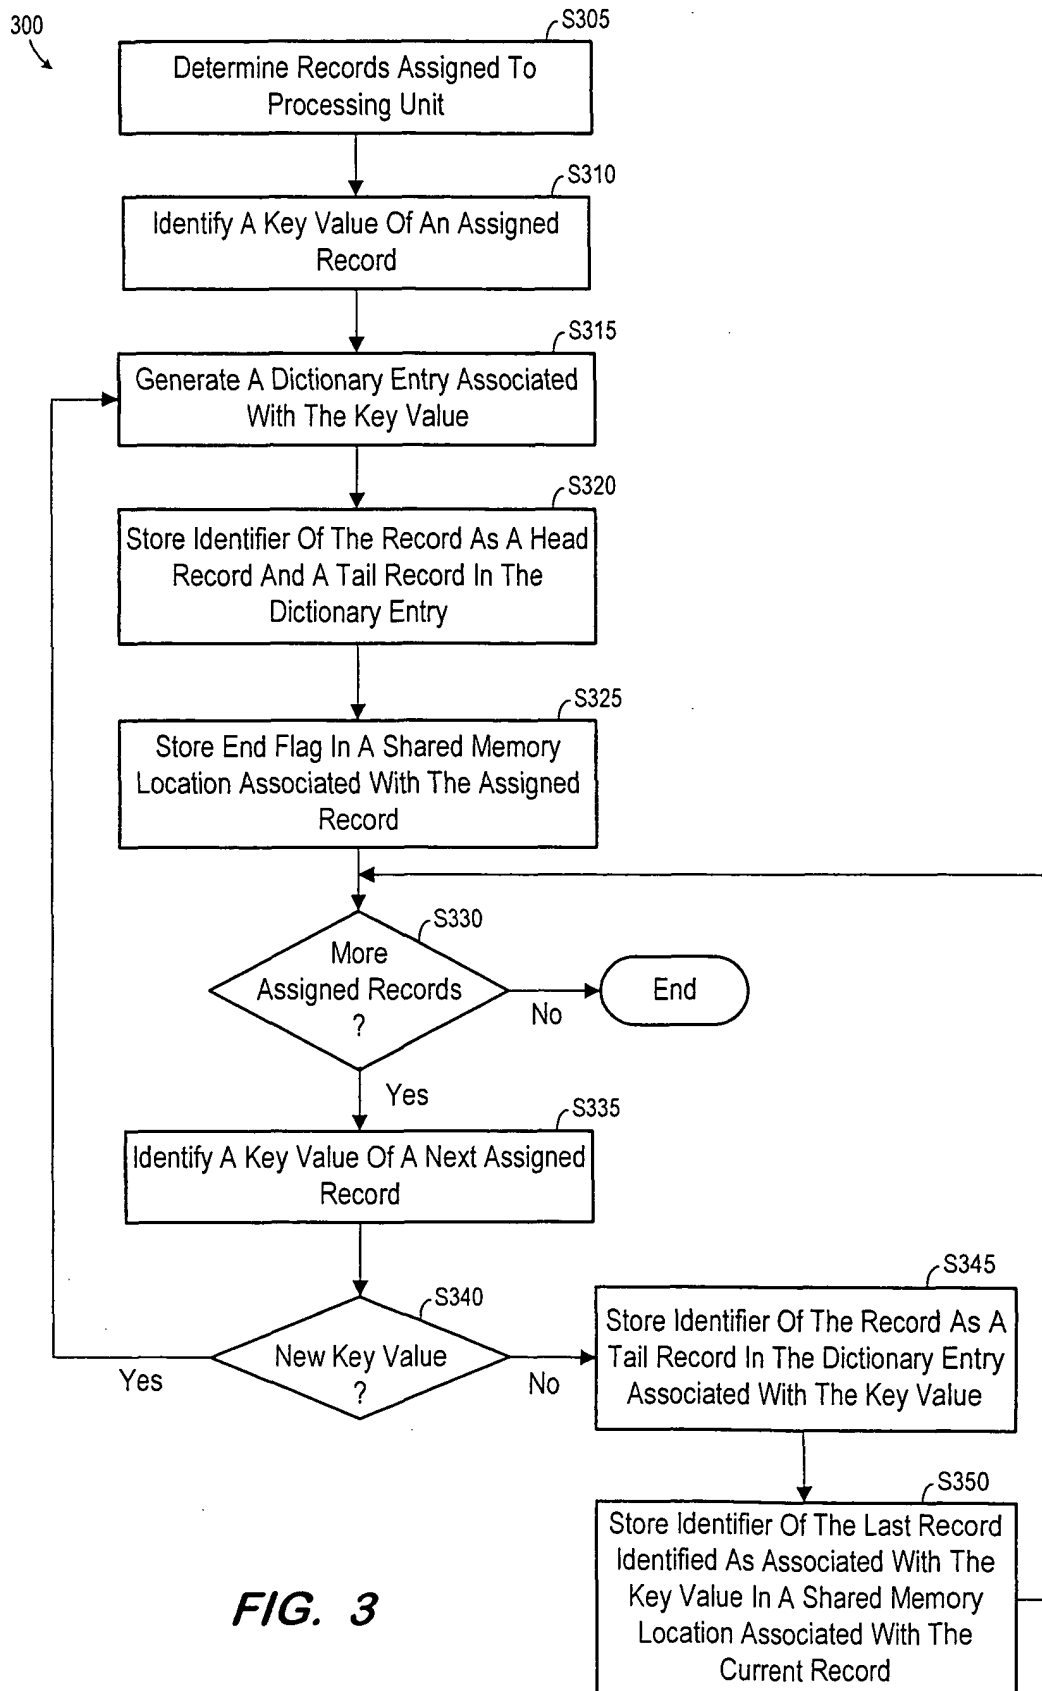 300
S305
Determine Records Assigned To
Processing Unit
S310
Identify A Key Value Of An Assigned
Record
S315
Generate A Dictionary Entry Associated
With The Key Value
S320
Store Identifier Of The Record As A Head
Record And A Tail Record In The
Dictionary Entry
S325
Store End Flag In A Shared Memory
Location Associated With The Assigned
Record
S330
More
Assigned Records
?
No
End
Yes
S335
Identify A Key Value Of A Next Assigned
Record
S340
New Key Value
?
Yes
No
S345
Store Identifier Of The Record As A
Tail Record In The Dictionary Entry
Associated With The Key Value
S350
Store Identifier Of The Last Record
Identified As Associated With The
Key Value In A Shared Memory
Location Associated With The
Current Record
FIG. 3